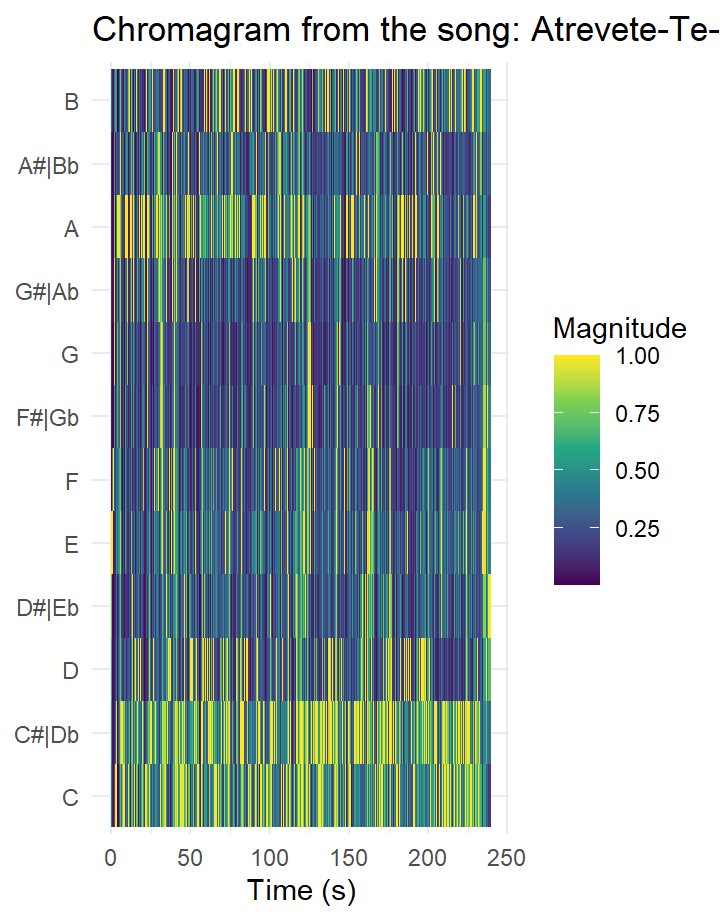 Chromagram from the song: Atrevete-Te-
B
A#|Bb
A
G#|Ab
G
F#|Gb
F
E
D#|Eb
D
C#|Db
C
0 50 100 150 200 250
Time (s)
Magnitude
1.00
0.75
0.50
0.25